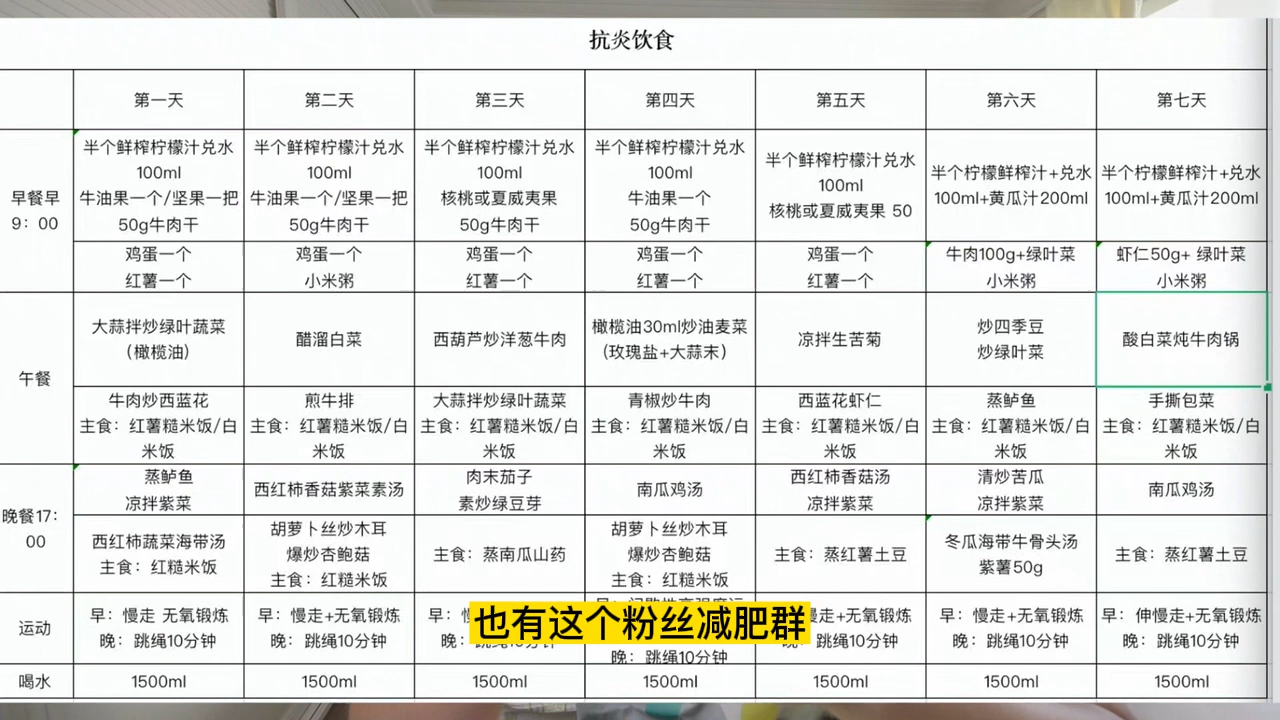 抗炎饮食
第一天 第二天 第三天 第四天 第五天 第六天 第七天
早餐早9：00
半个鲜榨柠檬汁兑水
100ml
牛油果一个/坚果一把
50g牛肉干
半个鲜榨柠檬汁兑水
100ml
牛油果一个/坚果一把
50g牛肉干
半个鲜榨柠檬汁兑水
100ml
核桃或夏威夷果
50g牛肉干
半个鲜榨柠檬汁兑水
100ml
牛油果一个
50g牛肉干
半个鲜榨柠檬汁兑水
100ml
核桃或夏威夷果 50
半个柠檬鲜榨汁+兑水
100ml+黄瓜汁200ml
半个柠檬鲜榨汁+兑水
100ml+黄瓜汁200ml
鸡蛋一个
红薯一个
鸡蛋一个
小米粥
鸡蛋一个
红薯一个
鸡蛋一个
红薯一个
鸡蛋一个
红薯一个
牛肉100g+绿叶菜
小米粥
虾仁50g+ 绿叶菜
小米粥
午餐
大蒜拌炒绿叶蔬菜
（橄榄油）
醋溜白菜
西葫芦炒洋葱牛肉
橄榄油30ml炒油麦菜
（玫瑰盐+大蒜末）
凉拌生苦菊
炒四季豆
炒绿叶菜
酸白菜炖牛肉锅
牛肉炒西蓝花
主食：红薯糙米饭/白
米饭
煎牛排
主食：红薯糙米饭/白
米饭
大蒜拌炒绿叶蔬菜
主食：红薯糙米饭/白
米饭
青椒炒牛肉
主食：红薯糙米饭/白
米饭
西蓝花虾仁
主食：红薯糙米饭/白
米饭
蒸鲈鱼
主食：红薯糙米饭/白
米饭
手撕包菜
主食：红薯糙米饭/白
米饭
晚餐17：
00
蒸鲈鱼
凉拌紫菜
西红柿香菇紫菜素汤
肉末茄子
素炒绿豆芽
南瓜鸡汤
西红柿香菇汤
凉拌紫菜
清炒苦瓜
凉拌紫菜
南瓜鸡汤
西红柿蔬菜海带汤
主食：红糙米饭
胡萝卜丝炒木耳
爆炒杏鲍菇
主食：红糙米饭
主食：蒸南瓜山药
胡萝卜丝炒木耳
爆炒杏鲍菇
主食：红糙米饭
主食：蒸红薯土豆
冬瓜海带牛骨头汤
紫薯50g
主食：蒸红薯土豆
运动
早：慢走 无氧锻炼
晚：跳绳10分钟
早：慢走+无氧锻炼
晚：跳绳10分钟
早：
晚：跳绳10分钟
晚：跳绳10分钟
慢走+无氧锻炼
跳绳10分钟
早：慢走+无氧锻炼
晚：跳绳10分钟
早：伸慢走+无氧锻炼
晚：跳绳10分钟
也有这个粉丝减肥群
喝水 1500ml 1500ml 1500ml 1500ml 1500ml 1500ml 1500ml